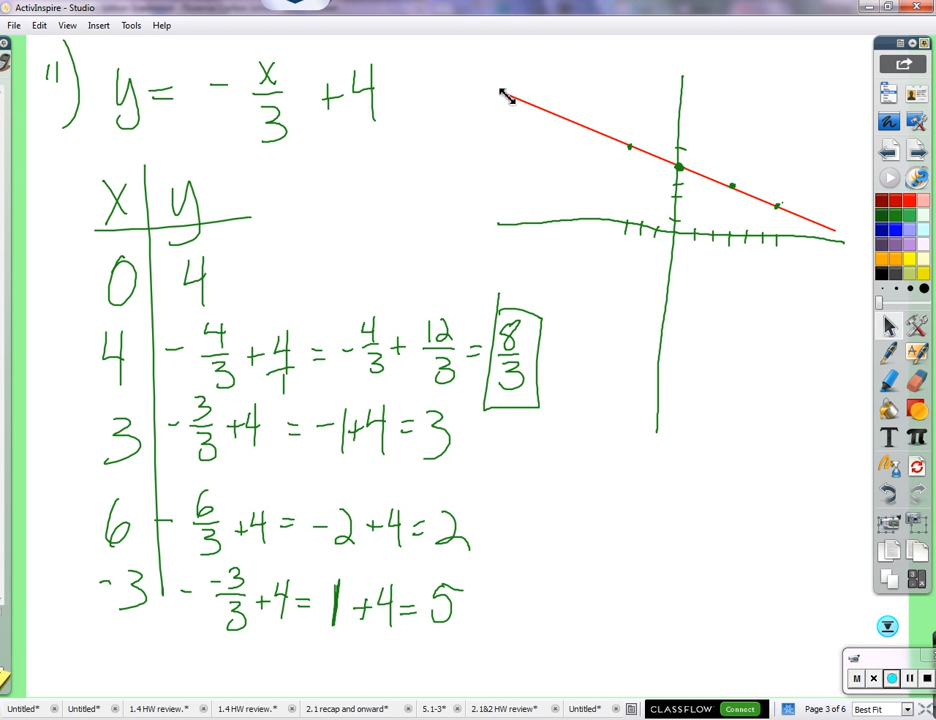 ActivInspire - Studio
File Edit View Insert Tools Help
11) y = - x/3 + 4
x y
0 4
4 - 4/3 + 4/1 = - 4/3 + 12/3 = 8/3
3 - 3/3 + 4 = -1 + 4 = 3
6 - 6/3 + 4 = -2 + 4 = 2
-3 - -3/3 + 4 = 1 + 4 = 5
T π
M
Untitled* Untitled* 1.4 HW review.* 1.4 HW review.* 2.1 recap and onward* 5.1-3* 2.1&2 HW review* Untitled* CLASSFLOW Connect Page 3 of 6 Best Fit